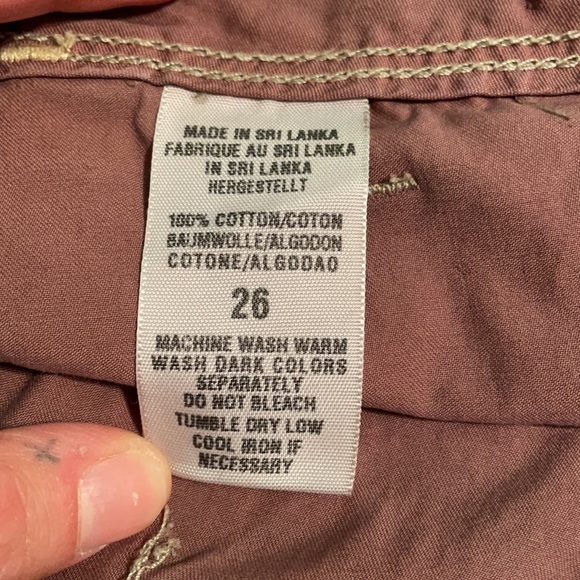 MADE IN SRI LANKA
FABRIQUE AU SRI LANKA
IN SRI LANKA
HERGESTELLT
100% COTTON/COTON
BAUMWOLLE/ALGODON
COTONE/ALGODAO
26
MACHINE WASH WARM
WASH DARK COLORS
SEPARATELY
DO NOT BLEACH
TUMBLE DRY LOW
COOL IRON IF
NECESSARY